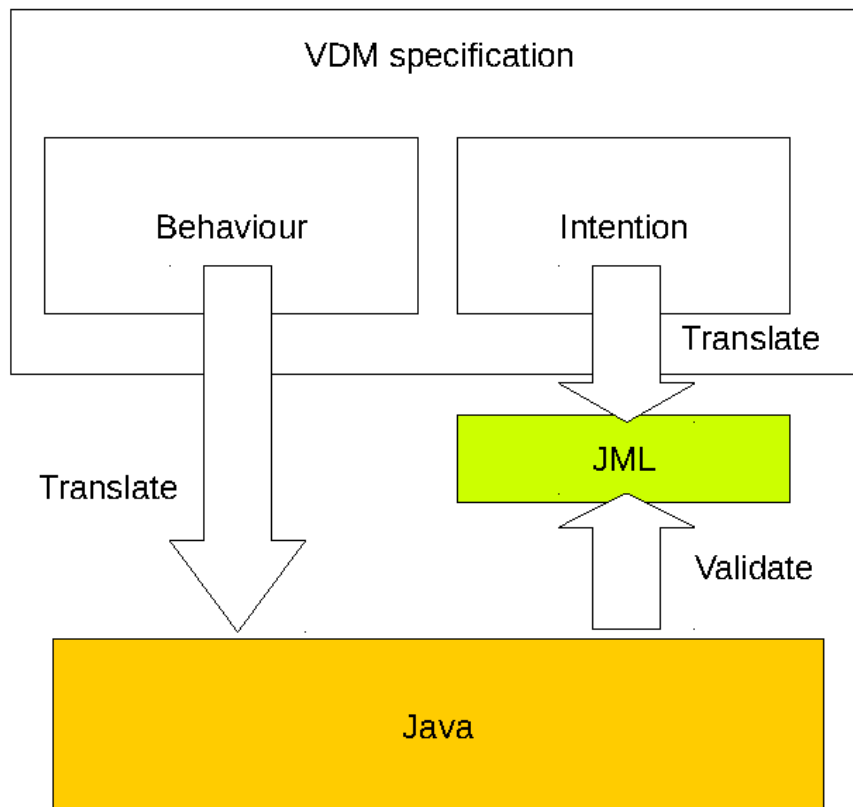 VDM specification
Behaviour
Intention
Translate
JML
Translate
Validate
Java